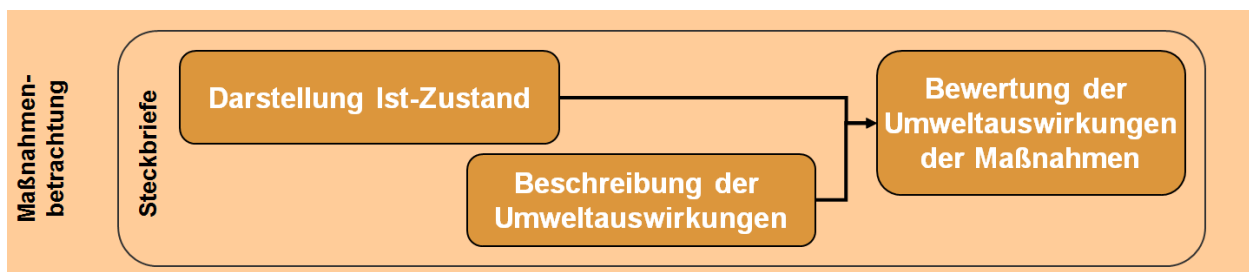 Maßnahmen-
betrachtung
Steckbriefe
Darstellung Ist-Zustand
Beschreibung der
Umweltauswirkungen
Bewertung der
Umweltauswirkungen
der Maßnahmen